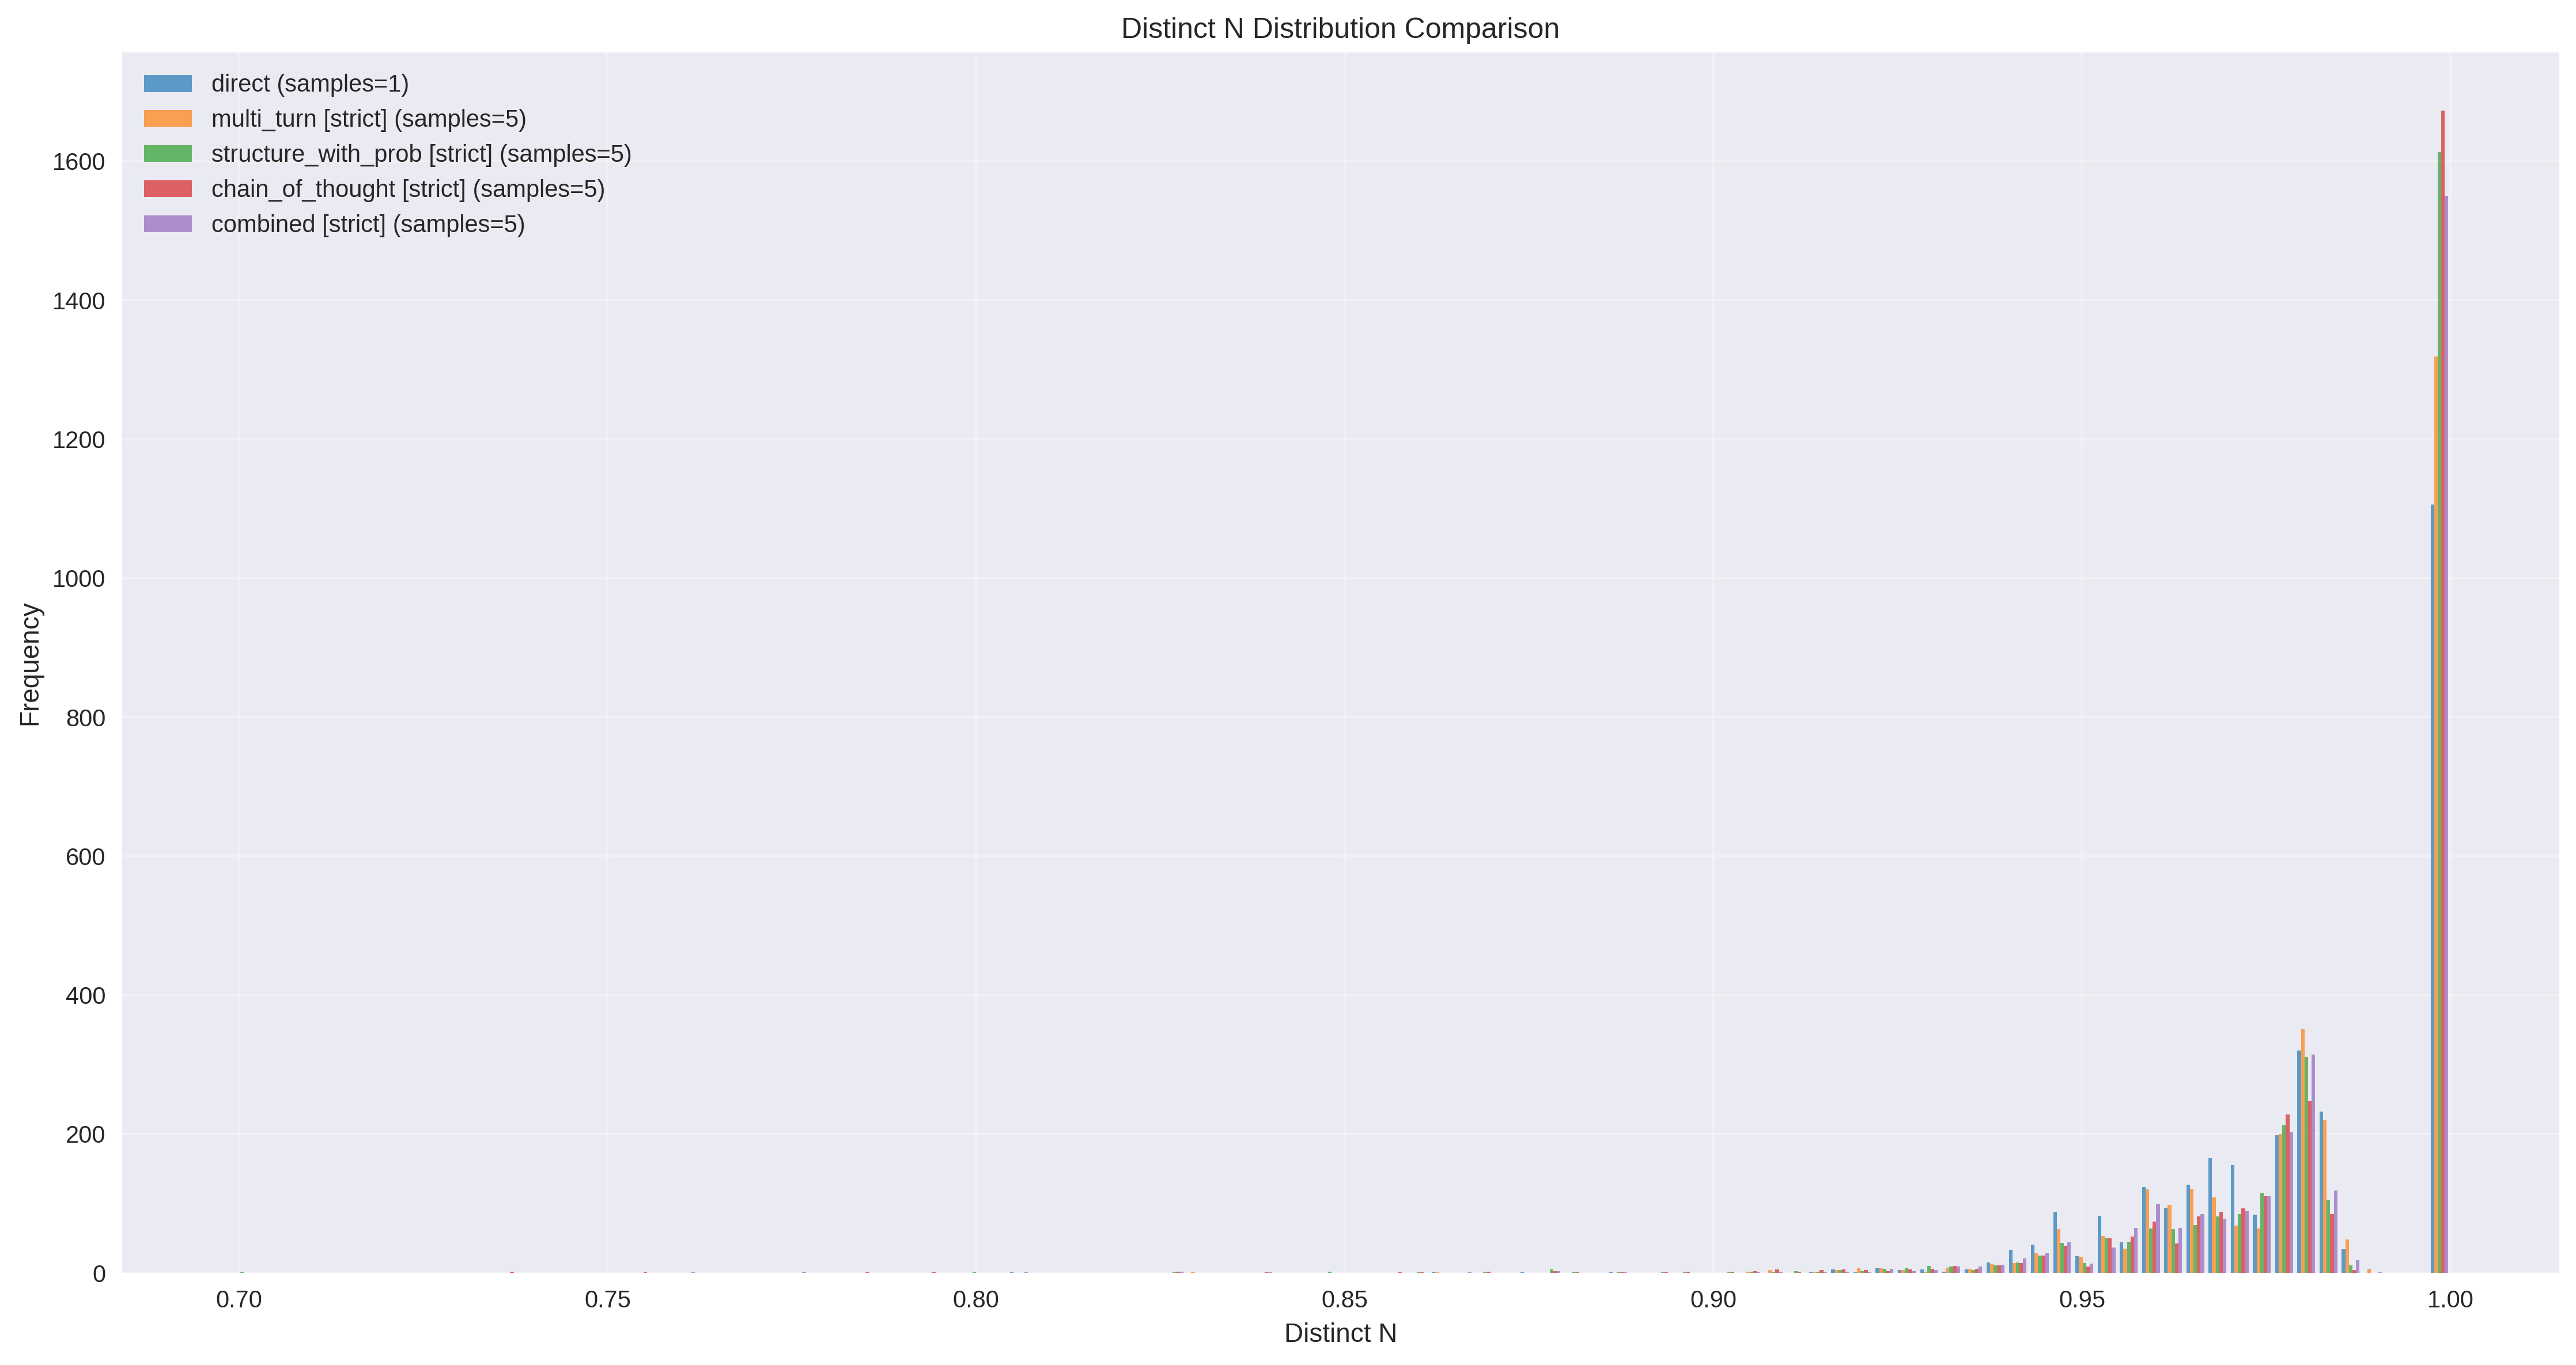 Distinct N Distribution Comparison
direct (samples=1)
multi_turn [strict] (samples=5)
structure_with_prob [strict] (samples=5)
chain_of_thought [strict] (samples=5)
combined [strict] (samples=5)
Frequency
1600
1400
1200
1000
800
600
400
200
0
0.70 0.75 0.80 0.85 0.90 0.95 1.00
Distinct N